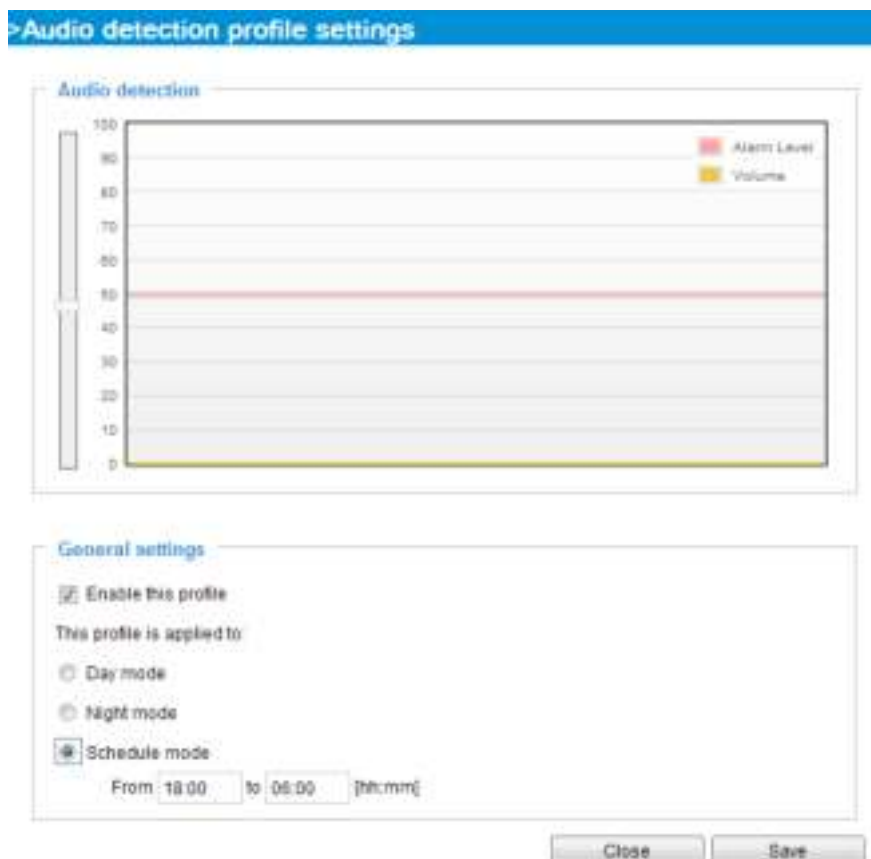 >Audio detection profile settings
Audio detection
100
90
80
70
60
50
40
30
20
10
0
Alarm Level
Volume
General settings
Enable this profile
This profile is applied to
Day mode
Night mode
Schedule mode
From 18:00 to 06:00 [hh:mm]
Close Save